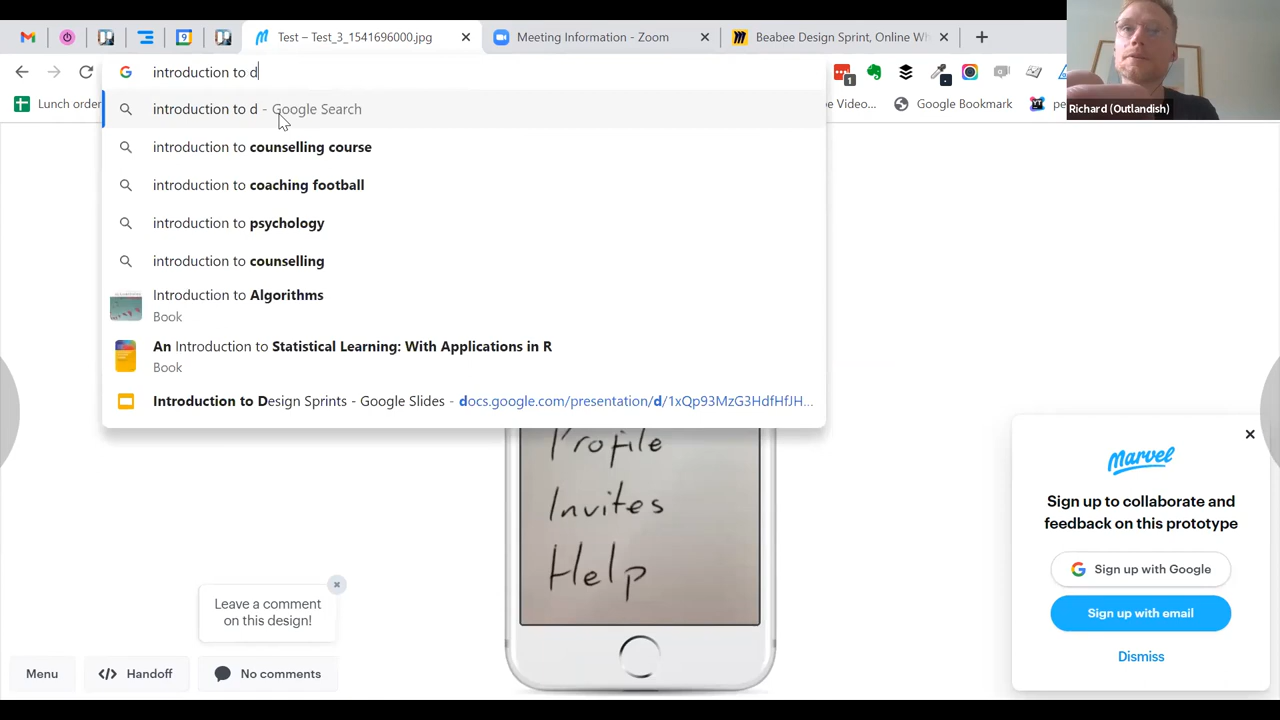 Test – Test_3_1541696000.jpg
Meeting Information - Zoom
Beabee Design Sprint, Online Wh
introduction to d
Richard (Outlandish)
Lunch order
1
ee Video...
Google Bookmark
pe
introduction to d - Google Search
introduction to counselling course
introduction to coaching football
introduction to psychology
introduction to counselling
Introduction to Algorithms
Book
An Introduction to Statistical Learning: With Applications in R
Book
Introduction to Design Sprints - Google Slides - docs.google.com/presentation/d/1xQp93MzG3HdfHfJH...
Profile
Invites
Help
Marvel
Sign up to collaborate and
feedback on this prototype
Sign up with Google
Sign up with email
Dismiss
Leave a comment
on this design!
Menu
Handoff
No comments